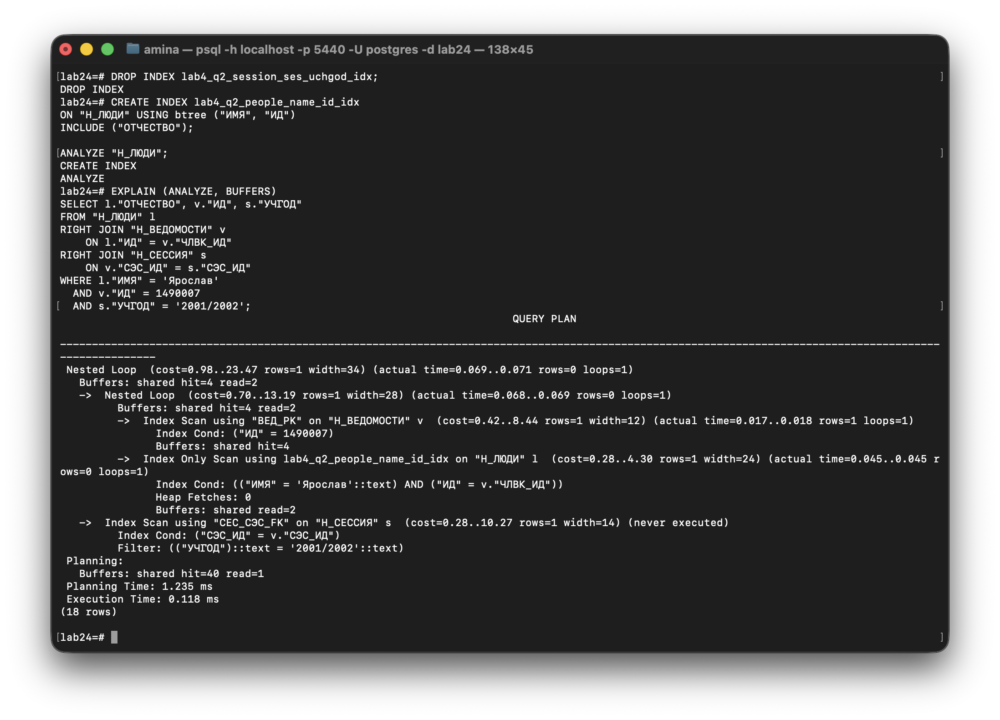 amina — psql -h localhost -p 5440 -U postgres -d lab24 — 138×45
[lab24=# DROP INDEX lab4_q2_session_ses_uchgod_idx; ]
DROP INDEX
lab24=# CREATE INDEX lab4_q2_people_name_id_idx
ON "Н_ЛЮДИ" USING btree ("ИМЯ", "ИД")
INCLUDE ("ОТЧЕСТВО");
[ANALYZE "Н_ЛЮДИ"; ]
CREATE INDEX
ANALYZE
lab24=# EXPLAIN (ANALYZE, BUFFERS)
SELECT l."ОТЧЕСТВО", v."ИД", s."УЧГОД"
FROM "Н_ЛЮДИ" l
RIGHT JOIN "Н_ВЕДОМОСТИ" v
    ON l."ИД" = v."ЧЛВК_ИД"
RIGHT JOIN "Н_СЕССИЯ" s
    ON v."СЭС_ИД" = s."СЭС_ИД"
WHERE l."ИМЯ" = 'Ярослав'
  AND v."ИД" = 1490007
[  AND s."УЧГОД" = '2001/2002'; ]
QUERY PLAN
------------------------------------------------------------------------------------------------------------------------------------------
---------------
 Nested Loop  (cost=0.98..23.47 rows=1 width=34) (actual time=0.069..0.071 rows=0 loops=1)
   Buffers: shared hit=4 read=2
   ->  Nested Loop  (cost=0.70..13.19 rows=1 width=28) (actual time=0.068..0.069 rows=0 loops=1)
         Buffers: shared hit=4 read=2
         ->  Index Scan using "ВЕД_PK" on "Н_ВЕДОМОСТИ" v  (cost=0.42..8.44 rows=1 width=12) (actual time=0.017..0.018 rows=1 loops=1)
               Index Cond: ("ИД" = 1490007)
               Buffers: shared hit=4
         ->  Index Only Scan using lab4_q2_people_name_id_idx on "Н_ЛЮДИ" l  (cost=0.28..4.30 rows=1 width=24) (actual time=0.045..0.045 r
ows=0 loops=1)
               Index Cond: (("ИМЯ" = 'Ярослав'::text) AND ("ИД" = v."ЧЛВК_ИД"))
               Heap Fetches: 0
               Buffers: shared read=2
   ->  Index Scan using "СЕС_СЭС_FK" on "Н_СЕССИЯ" s  (cost=0.28..10.27 rows=1 width=14) (never executed)
         Index Cond: ("СЭС_ИД" = v."СЭС_ИД")
         Filter: (("УЧГОД")::text = '2001/2002'::text)
 Planning:
   Buffers: shared hit=40 read=1
 Planning Time: 1.235 ms
 Execution Time: 0.118 ms
(18 rows)
[lab24=# ]